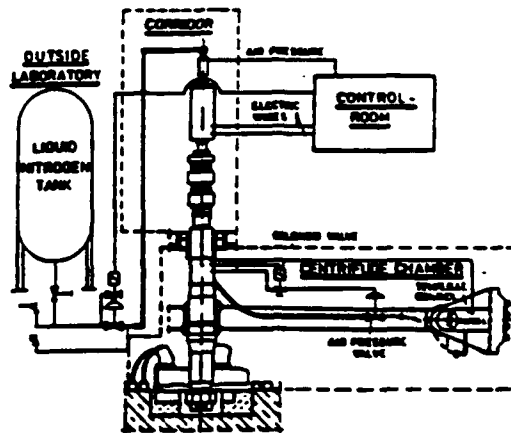 CORRIDOR
OUTSIDE
LABORATORY
AIR PRESSURE
LIQUID
NITROGEN
TANK
ELECTRIC
WIRES
CONTROL-
ROOM
SOLENOID VALVE
CENTRIFUGE CHAMBER
AIR PRESSURE
VALVE